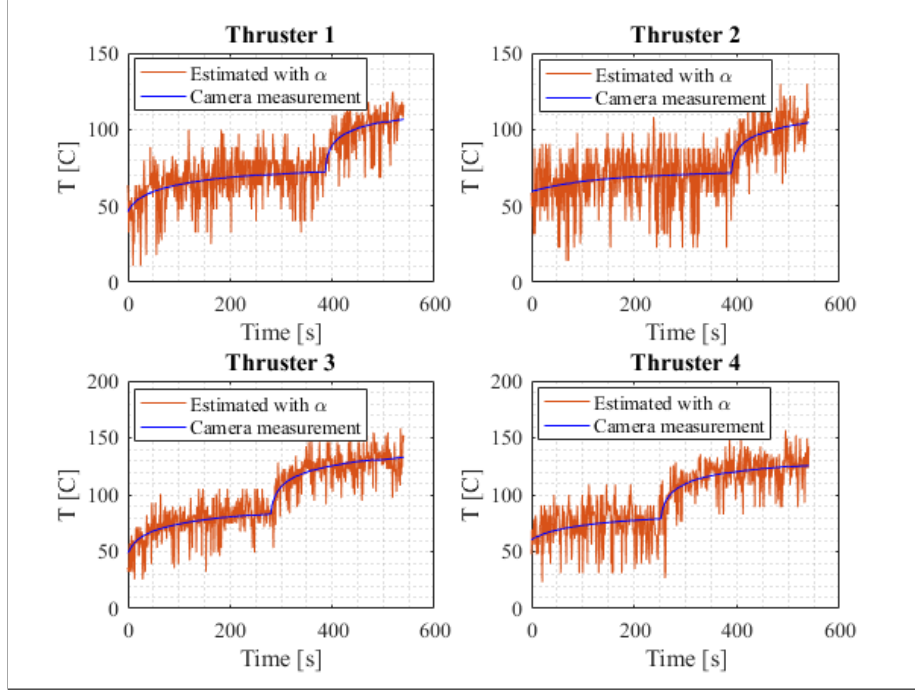 Thruster 1
150
100
50
0
T [C]
Estimated with α
Camera measurement
0 200 400 600
Time [s]
Thruster 2
150
100
50
0
T [C]
Estimated with α
Camera measurement
0 200 400 600
Time [s]
Thruster 3
200
150
100
50
0
T [C]
Estimated with α
Camera measurement
0 200 400 600
Time [s]
Thruster 4
200
150
100
50
0
T [C]
Estimated with α
Camera measurement
0 200 400 600
Time [s]